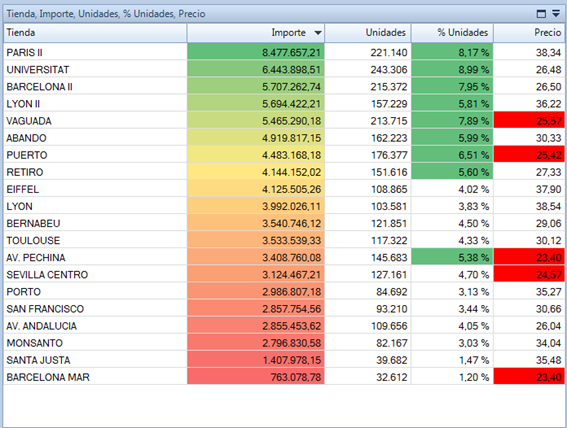 Tienda, Importe, Unidades, % Unidades, Precio
Tienda Importe Unidades % Unidades Precio
PARIS II 8.477.657,21 221.140 8,17 % 38,34
UNIVERSITAT 6.443.898,51 243.306 8,99 % 26,48
BARCELONA II 5.707.262,74 215.372 7,95 % 26,50
LYON II 5.694.422,21 157.229 5,81 % 36,22
VAGUADA 5.465.290,18 213.715 7,89 % 25,57
ABANDO 4.919.817,15 162.223 5,99 % 30,33
PUERTO 4.483.168,18 176.377 6,51 % 25,42
RETIRO 4.144.152,02 151.616 5,60 % 27,33
EIFFEL 4.125.505,26 108.865 4,02 % 37,90
LYON 3.992.026,11 103.581 3,83 % 38,54
BERNABEU 3.540.746,12 121.851 4,50 % 29,06
TOULOUSE 3.533.539,33 117.322 4,33 % 30,12
AV. PECHINA 3.408.760,08 145.683 5,38 % 23,40
SEVILLA CENTRO 3.124.467,21 127.161 4,70 % 24,57
PORTO 2.986.807,18 84.692 3,13 % 35,27
SAN FRANCISCO 2.857.754,56 93.210 3,44 % 30,66
AV. ANDALUCIA 2.855.453,62 109.656 4,05 % 26,04
MONSANTO 2.796.830,58 82.167 3,03 % 34,04
SANTA JUSTA 1.407.978,15 39.682 1,47 % 35,48
BARCELONA MAR 763.078,78 32.612 1,20 % 23,40